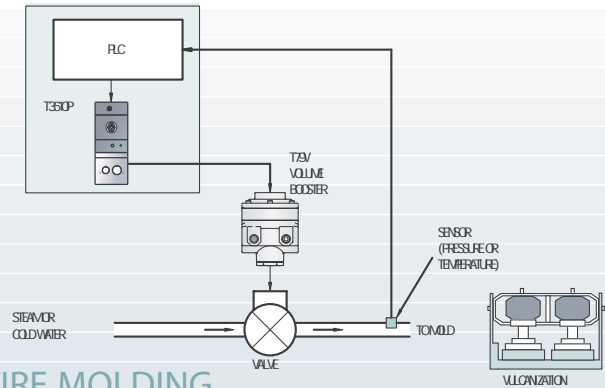 PLC
T3510P
T79V
VOLUME
BOOSTER
SENSOR
(PRESSURE OR
TEMPERATURE)
STEAM OR
COLD WATER
TO MOLD
VALVE
VULCANIZATION
TIRE MOLDING